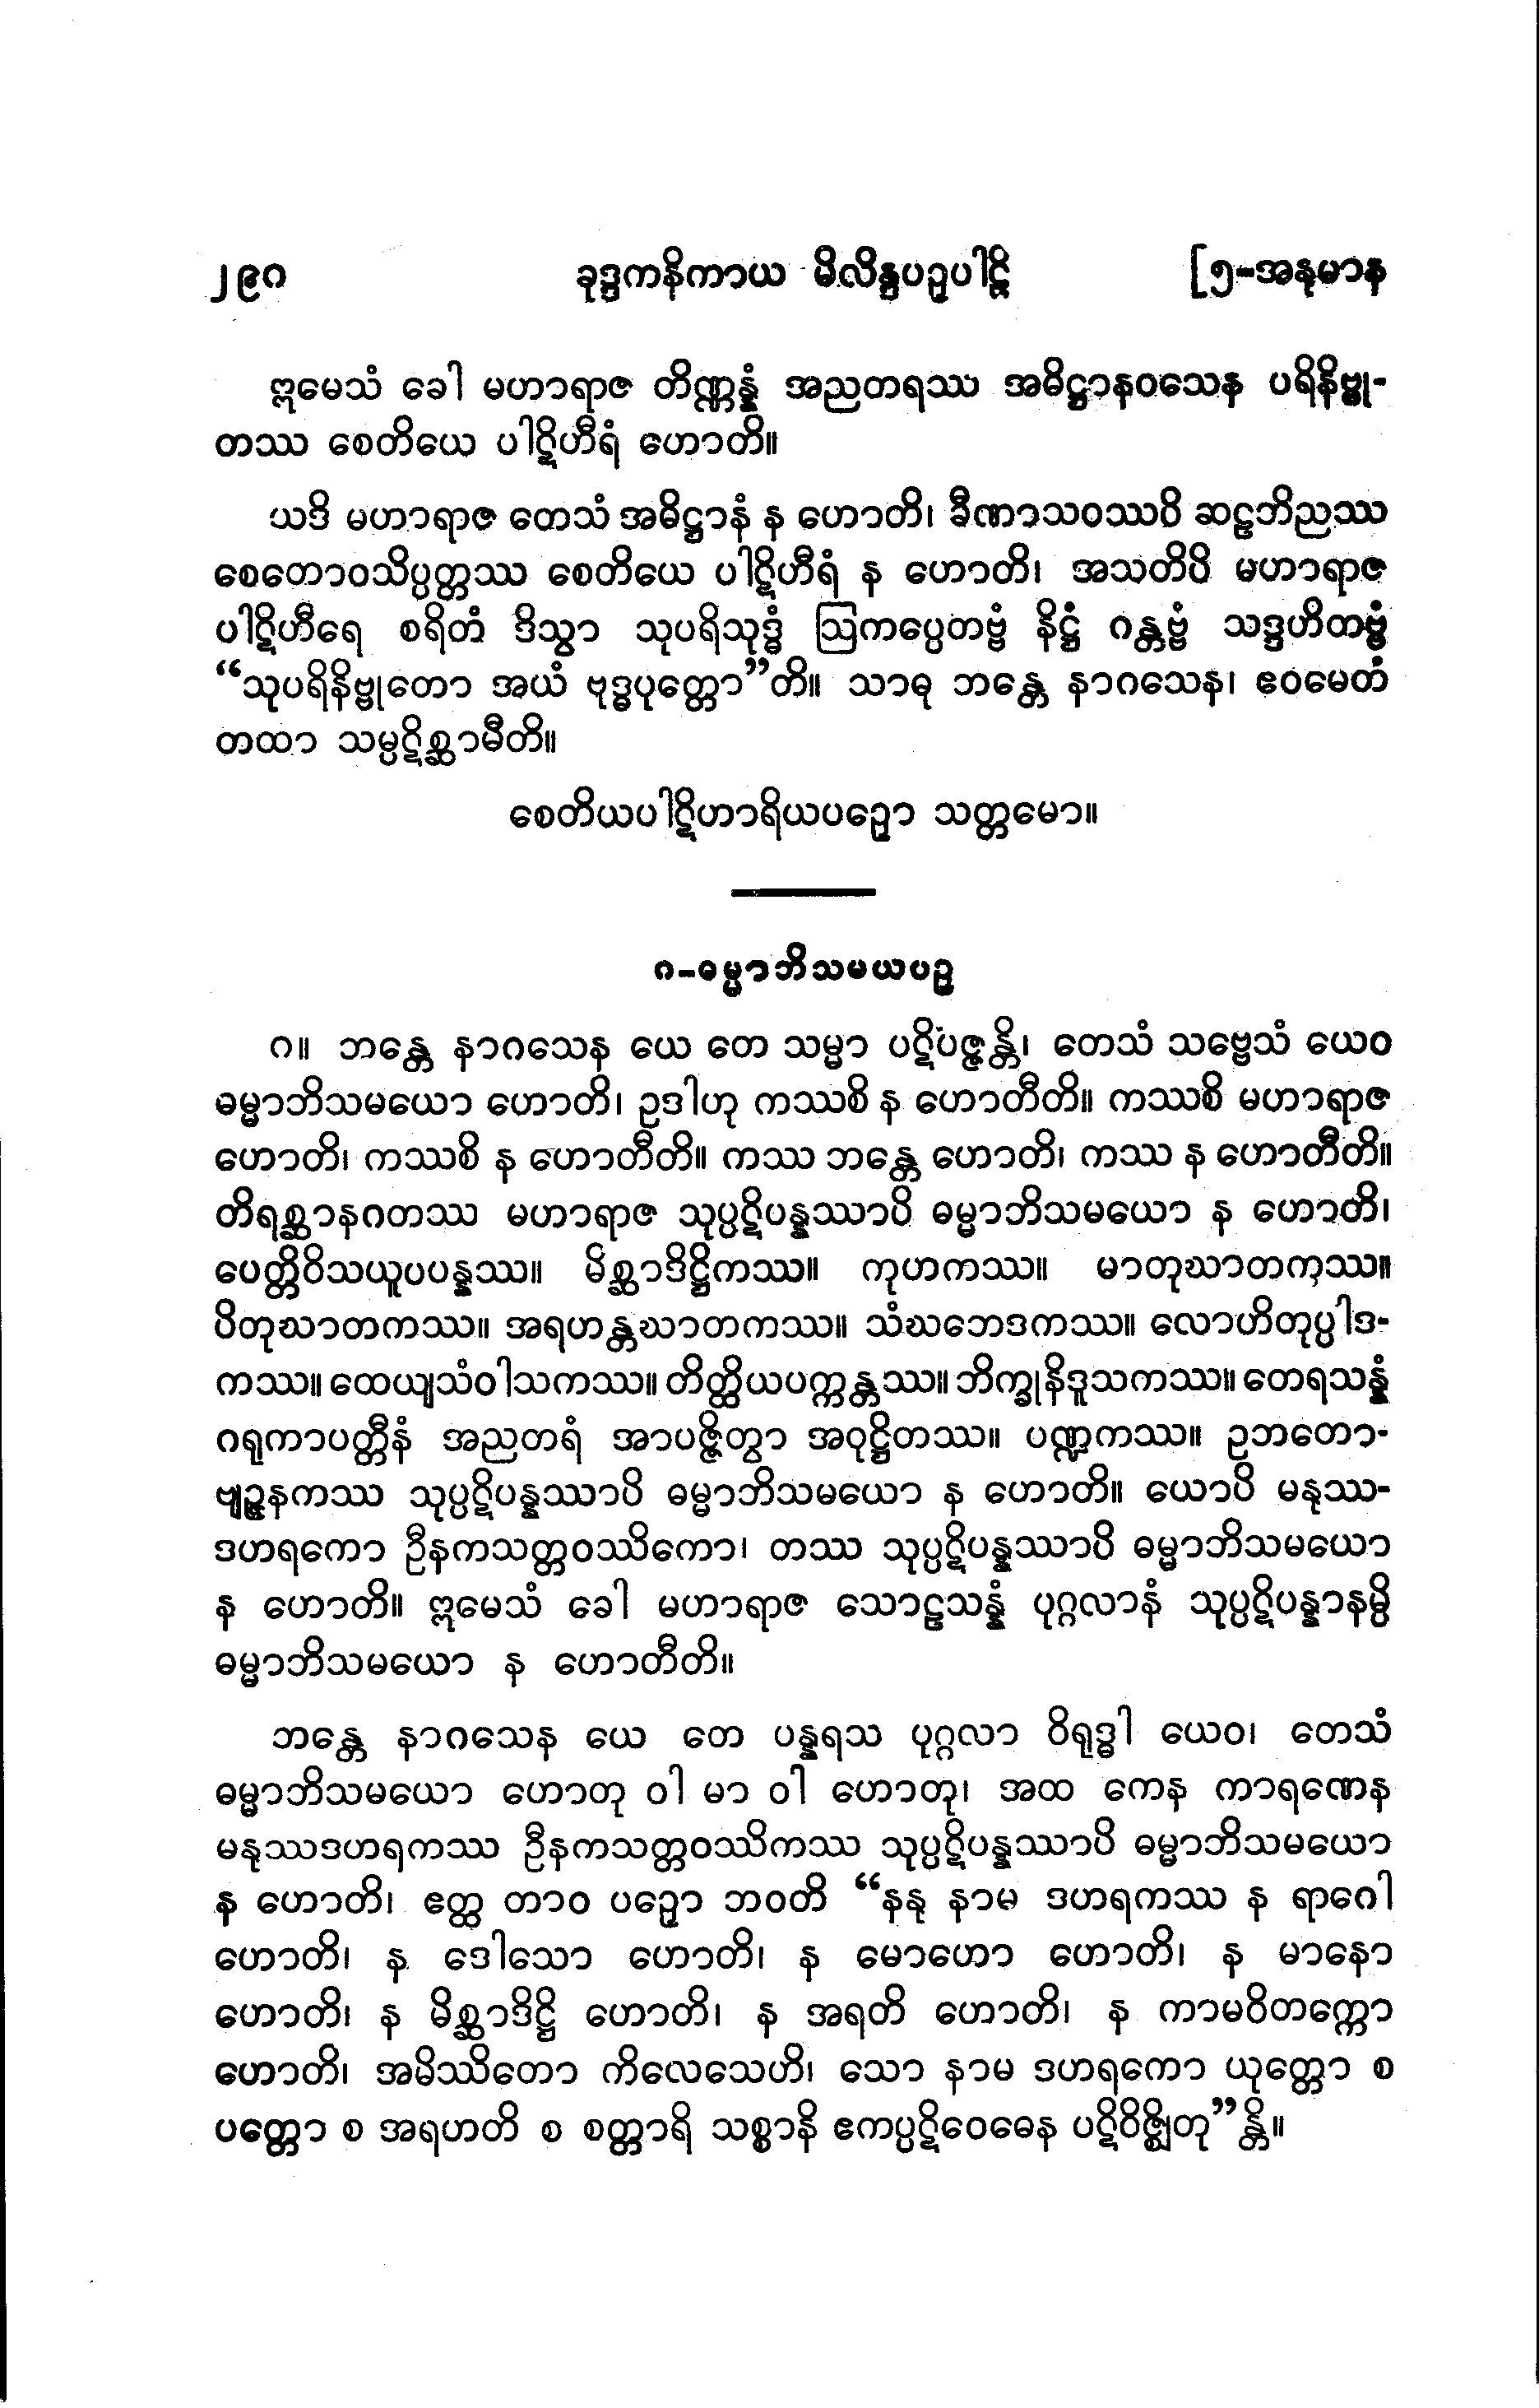 ၂၉၈ ခုဒ္ဒကနိကာယ မိလိန္ဒပဉှပါဠိ [၅-အနုမာန
ဣမေသံ ခေါ မဟာရာဇ တိဏ္ဏန္နံ အညတရဿ အဓိဋ္ဌာနဝသေန ပရိနိဗ္ဗု-
တဿ စေတိယေ ပါဋိဟီရံ ဟောတိ။
ယဒိ မဟာရာဇ တေသံ အဓိဋ္ဌာနံ န ဟောတိ၊ ခီဏာသဝဿပိ ဆဠဘိညဿ
စေတောဝသိပ္ပတ္တဿ စေတိယေ ပါဋိဟီရံ န ဟောတိ၊ အသတိပိ မဟာရာဇ
ပါဋိဟီရေ စရိတံ ဒိသွာ သုပရိသုဒ္ဓံ ဩကပ္ပေတဗ္ဗံ နိဋ္ဌံ ဂန္တဗ္ဗံ သဒ္ဒဟိတဗ္ဗံ
“သုပရိနိဗ္ဗုတော အယံ ဗုဒ္ဓပုတ္တော”တိ။ သာဓု ဘန္တေ နာဂသေန၊ ဧဝမေတံ
တထာ သမ္ပဋိစ္ဆာမီတိ။
စေတိယပါဋိဟာရိယပဉှော သတ္တမော။
၈-ဓမ္မာဘိသမယပဉှ
၈။ ဘန္တေ နာဂသေန ယေ တေ သမ္မာ ပဋိပဇ္ဇန္တိ၊ တေသံ သဗ္ဗေသံ ယေဝ
ဓမ္မာဘိသမယော ဟောတိ၊ ဥဒါဟု ကဿစိ န ဟောတီတိ။ ကဿစိ မဟာရာဇ
ဟောတိ၊ ကဿစိ န ဟောတီတိ။ ကဿ ဘန္တေ ဟောတိ၊ ကဿ န ဟောတီတိ။
တိရစ္ဆာနဂတဿ မဟာရာဇ သုပ္ပဋိပန္နဿာပိ ဓမ္မာဘိသမယော န ဟောတိ၊
ပေတ္တိဝိသယူပပန္နဿ။ မိစ္ဆာဒိဋ္ဌိကဿ။ ကုဟကဿ။ မာတုဃာတကဿ။
ပိတုဃာတကဿ။ အရဟန္တဃာတကဿ။ သံဃဘေဒကဿ။ လောဟိတုပ္ပါဒ-
ကဿ။ ထေယျသံဝါသကဿ။ တိတ္ထိယပက္ကန္တဿ။ ဘိက္ခုနိဒူသကဿ။ တေရသန္နံ
ဂရုကာပတ္တီနံ အညတရံ အာပဇ္ဇိတွာ အဝုဋ္ဌိတဿ။ ပဏ္ဍကဿ။ ဥဘတော-
ဗျဉ္ဇနကဿ သုပ္ပဋိပန္နဿာပိ ဓမ္မာဘိသမယော န ဟောတိ။ ယောပိ မနုဿ-
ဒဟရကော ဦနကသတ္တဝဿိကော၊ တဿ သုပ္ပဋိပန္နဿာပိ ဓမ္မာဘိသမယော
န ဟောတိ။ ဣမေသံ ခေါ မဟာရာဇ သောဠသန္နံ ပုဂ္ဂလာနံ သုပ္ပဋိပန္နာနမ္ပိ
ဓမ္မာဘိသမယော န ဟောတီတိ။
ဘန္တေ နာဂသေန ယေ တေ ပန္နရသ ပုဂ္ဂလာ ဝိရုဒ္ဓါ ယေဝ၊ တေသံ
ဓမ္မာဘိသမယော ဟောတု ဝါ မာ ဝါ ဟောတု၊ အထ ကေန ကာရဏေန
မနုဿဒဟရကဿ ဦနကသတ္တဝဿိကဿ သုပ္ပဋိပန္နဿာပိ ဓမ္မာဘိသမယော
န ဟောတိ၊ ဧတ္ထ တာဝ ပဉှော ဘဝတိ “နနု နာမ ဒဟရကဿ န ရာဂေါ
ဟောတိ၊ န ဒေါသော ဟောတိ၊ န မောဟော ဟောတိ၊ န မာနော
ဟောတိ၊ န မိစ္ဆာဒိဋ္ဌိ ဟောတိ၊ န အရတိ ဟောတိ၊ န ကာမဝိတက္ကော
ဟောတိ၊ အမိဿိတော ကိလေသေဟိ၊ သော နာမ ဒဟရကော ယုတ္တော စ
ပတ္တော စ အရဟတိ စ စတ္တာရိ သစ္စာနိ ဧကပ္ပဋိဝေဓေန ပဋိဝိဇ္ဈိတု”န္တိ။